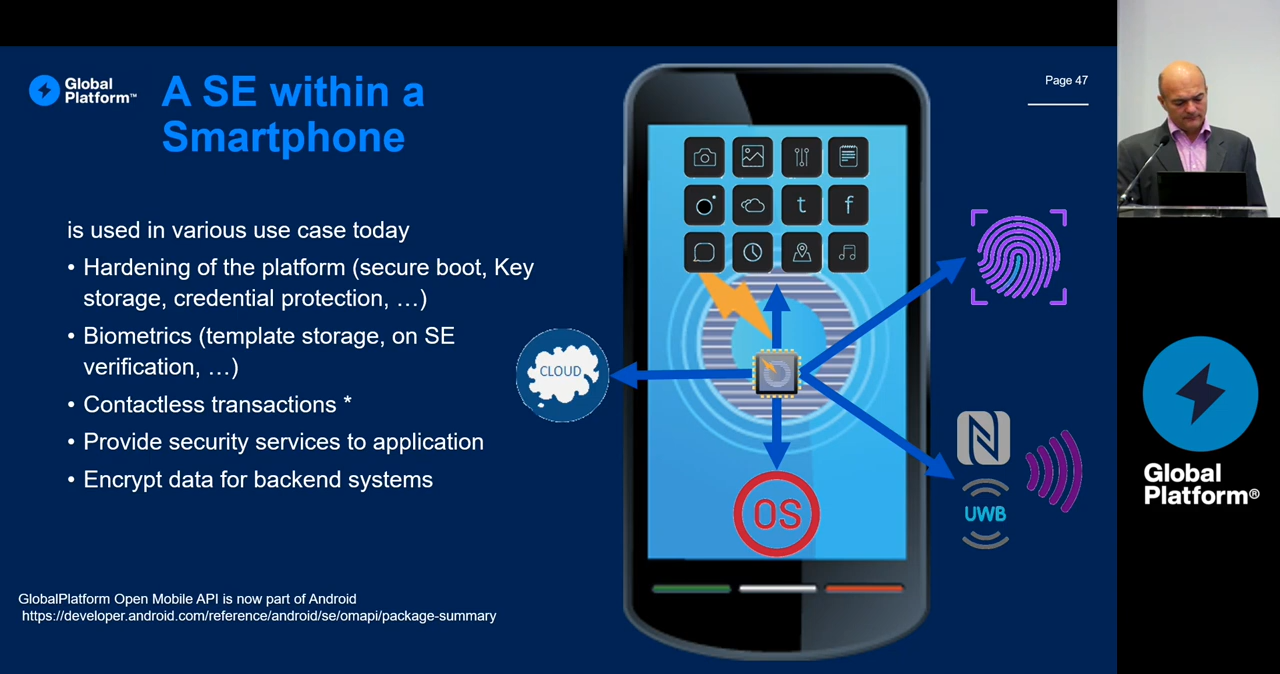 Global
Platform™
A SE within a
Smartphone
Page 47
is used in various use case today
• Hardening of the platform (secure boot, Key
storage, credential protection, …)
• Biometrics (template storage, on SE
verification, …)
• Contactless transactions *
• Provide security services to application
• Encrypt data for backend systems
GlobalPlatform Open Mobile API is now part of Android
https://developer.android.com/reference/android/se/omapi/package-summary
t
f
CLOUD
OS
N
UWB
Global
Platform®